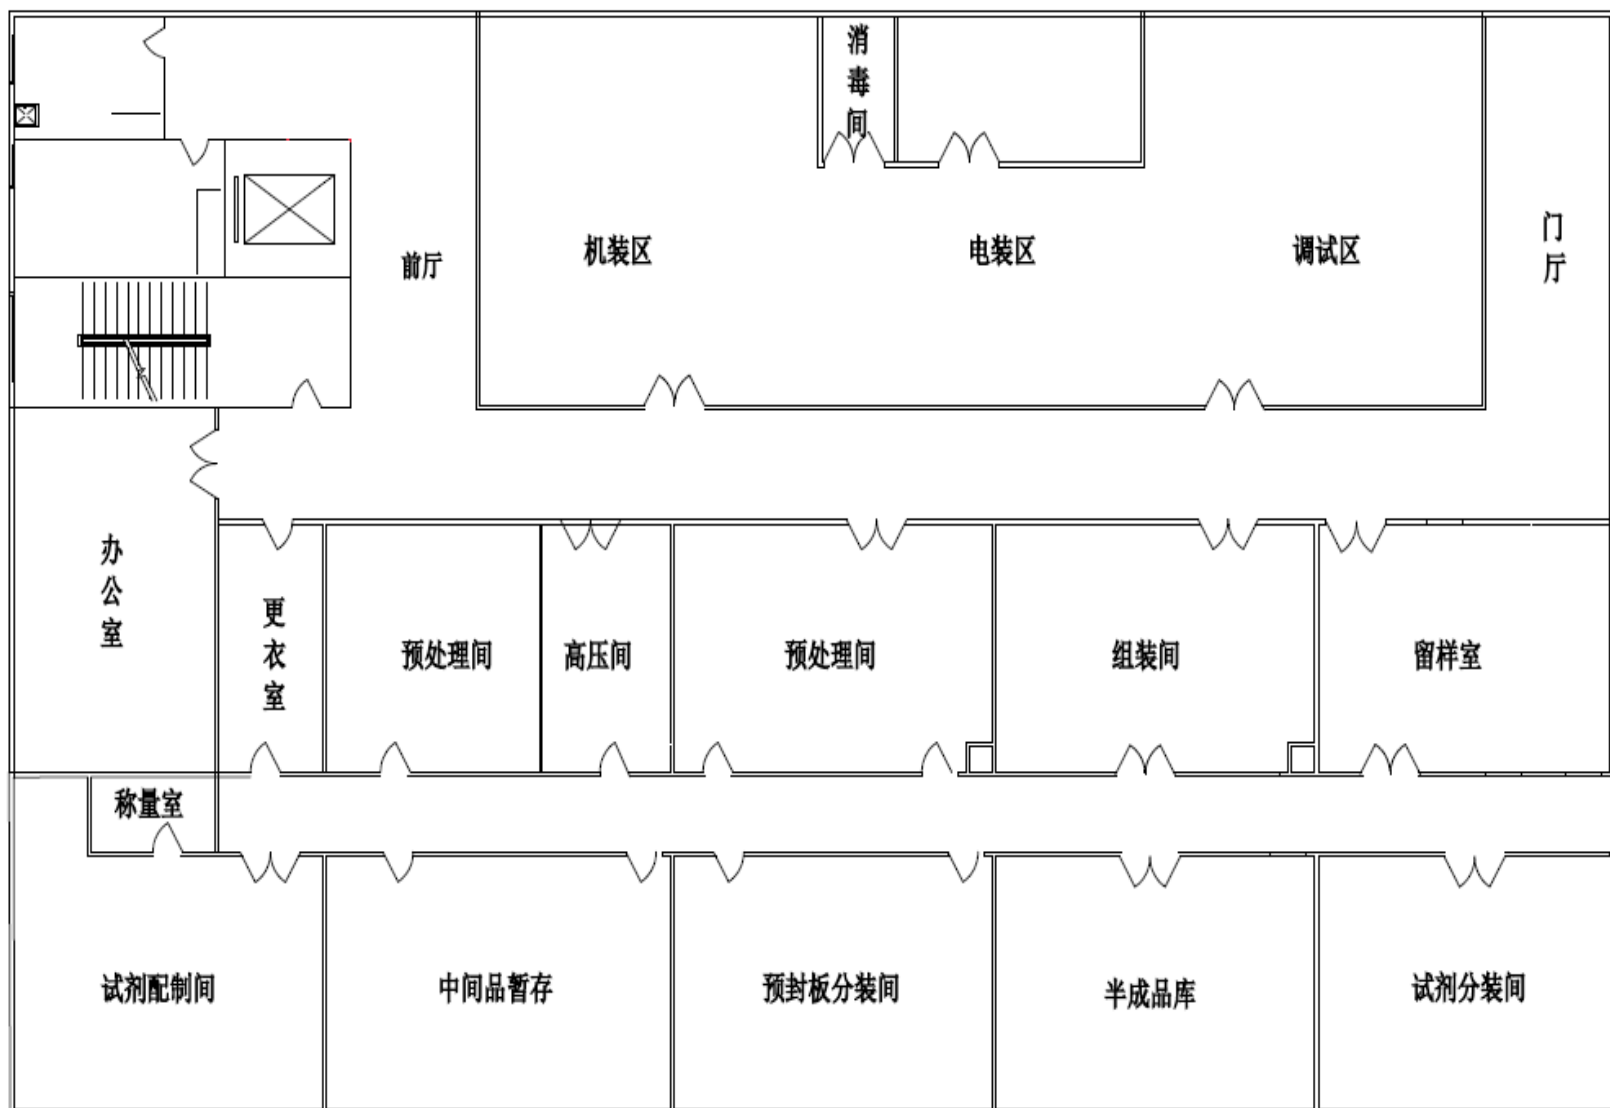 消毒间
前厅
机装区
电装区
调试区
门厅
办公室
更衣室
预处理间
高压间
预处理间
组装间
留样室
称量室
试剂配制间
中间品暂存
预封板分装间
半成品库
试剂分装间